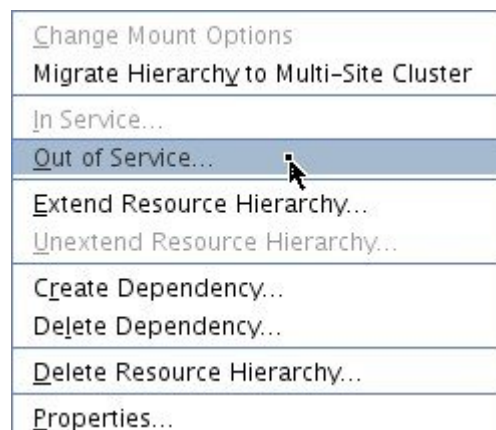 Change Mount Options
Migrate Hierarchy to Multi-Site Cluster
In Service...
Out of Service...
Extend Resource Hierarchy...
Unextend Resource Hierarchy...
Create Dependency...
Delete Dependency...
Delete Resource Hierarchy...
Properties...